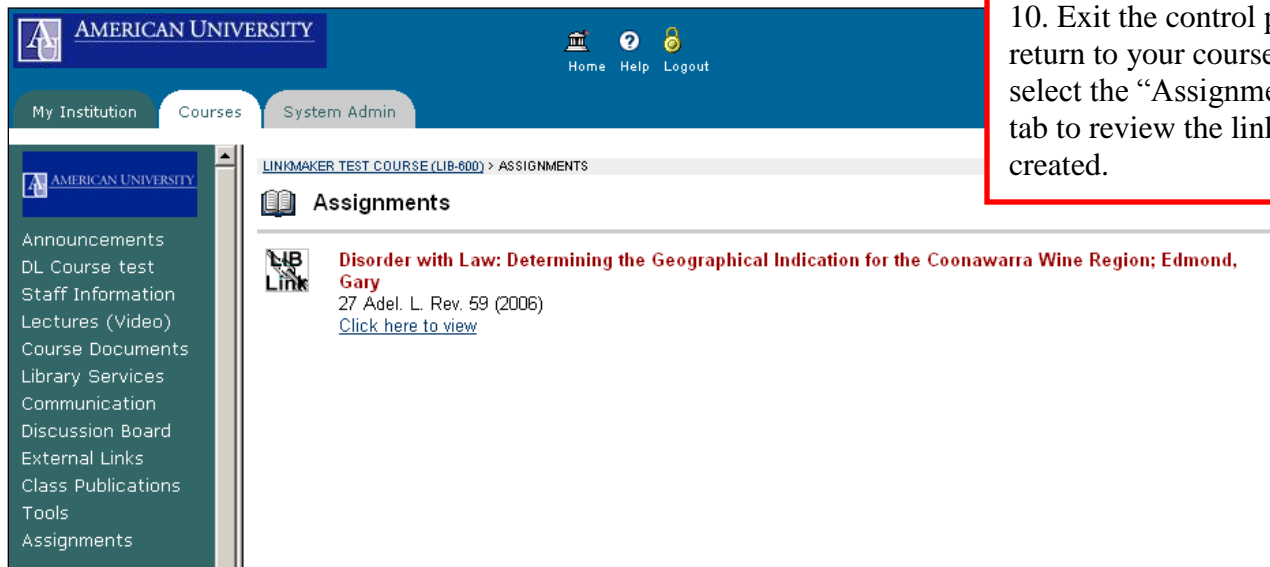 AMERICAN UNIVERSITY
Home Help Logout
My Institution Courses System Admin
10. Exit the control
return to your course
select the “Assignme
tab to review the lin
created.
AMERICAN UNIVERSITY
Announcements
DL Course test
Staff Information
Lectures (Video)
Course Documents
Library Services
Communication
Discussion Board
External Links
Class Publications
Tools
Assignments
LINKMAKER TEST COURSE (LIB-600) > ASSIGNMENTS
Assignments
LIB
Link
Disorder with Law: Determining the Geographical Indication for the Coonawarra Wine Region; Edmond,
Gary
27 Adel. L. Rev. 59 (2006)
Click here to view